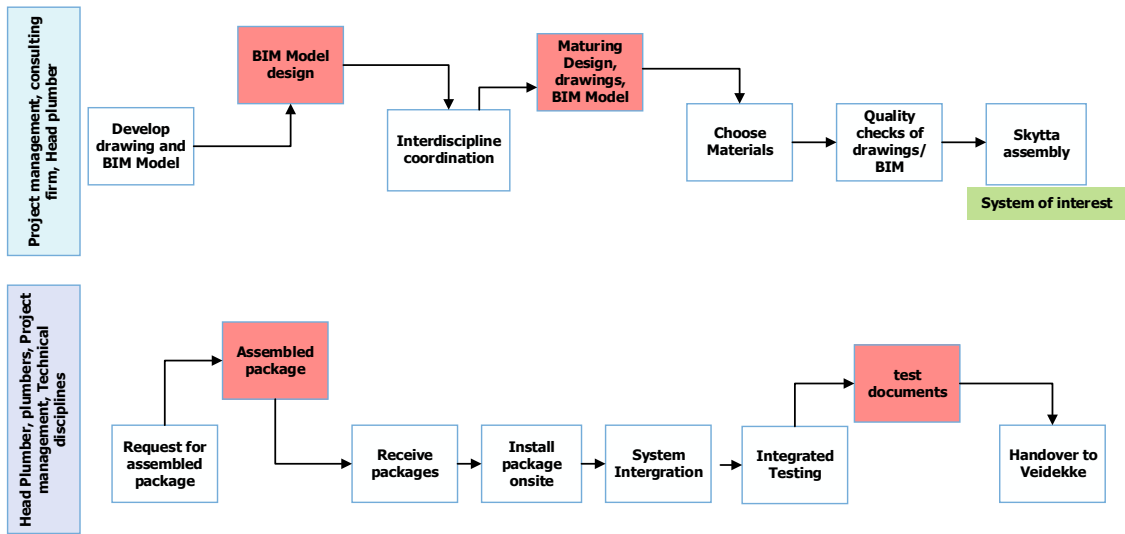 Project management, consulting
firm, Head plumber
Develop
drawing and
BIM Model
BIM Model
design
Interdiscipline
coordination
Maturing
Design,
drawings,
BIM Model
Choose
Materials
Quality
checks of
drawings/
BIM
Skytta
assembly
System of interest
Head Plumber, plumbers, Project
management, Technical
disciplines
Request for
assembled
package
Assembled
package
Receive
packages
Install
package
onsite
System
Intergration
Integrated
Testing
test
documents
Handover to
Veidekke